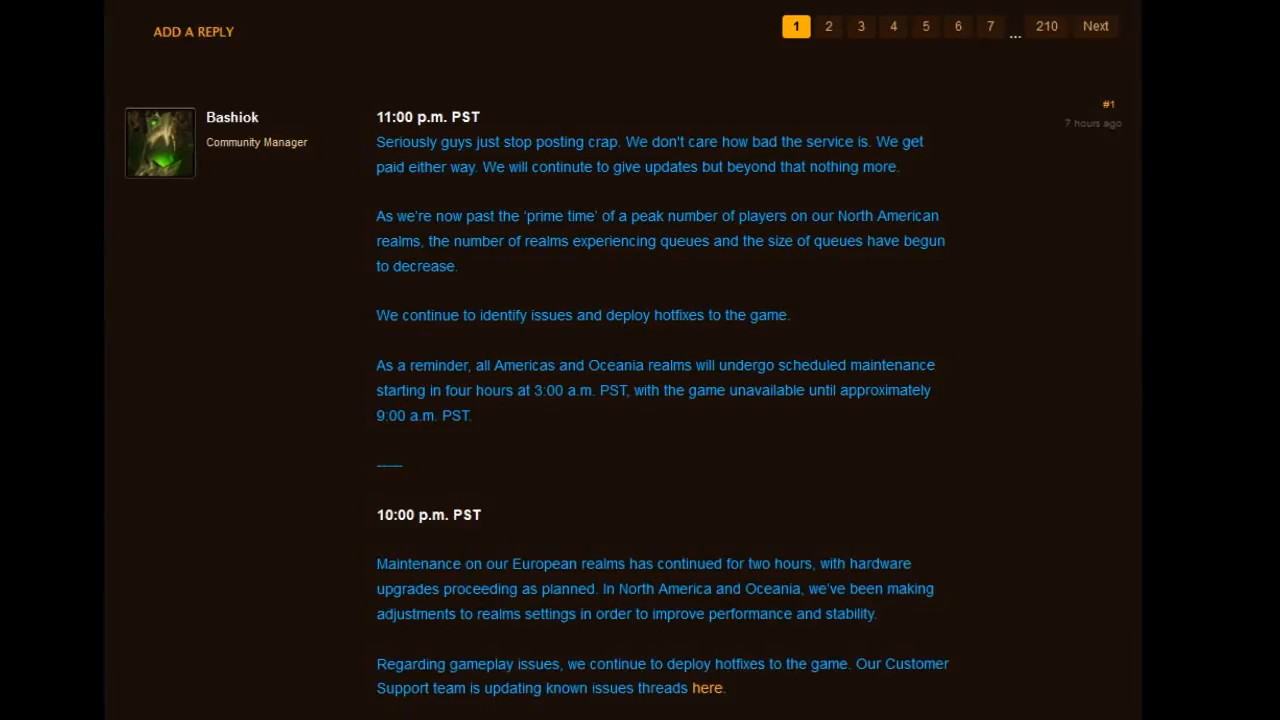 ADD A REPLY
1 2 3 4 5 6 7 ... 210 Next
Bashiok
Community Manager
#1
7 hours ago
11:00 p.m. PST
Seriously guys just stop posting crap. We don't care how bad the service is. We get
paid either way. We will continute to give updates but beyond that nothing more.
As we're now past the ‘prime time’ of a peak number of players on our North American
realms, the number of realms experiencing queues and the size of queues have begun
to decrease.
We continue to identify issues and deploy hotfixes to the game.
As a reminder, all Americas and Oceania realms will undergo scheduled maintenance
starting in four hours at 3:00 a.m. PST, with the game unavailable until approximately
9:00 a.m. PST.
-----
10:00 p.m. PST
Maintenance on our European realms has continued for two hours, with hardware
upgrades proceeding as planned. In North America and Oceania, we've been making
adjustments to realms settings in order to improve performance and stability.
Regarding gameplay issues, we continue to deploy hotfixes to the game. Our Customer
Support team is updating known issues threads here.